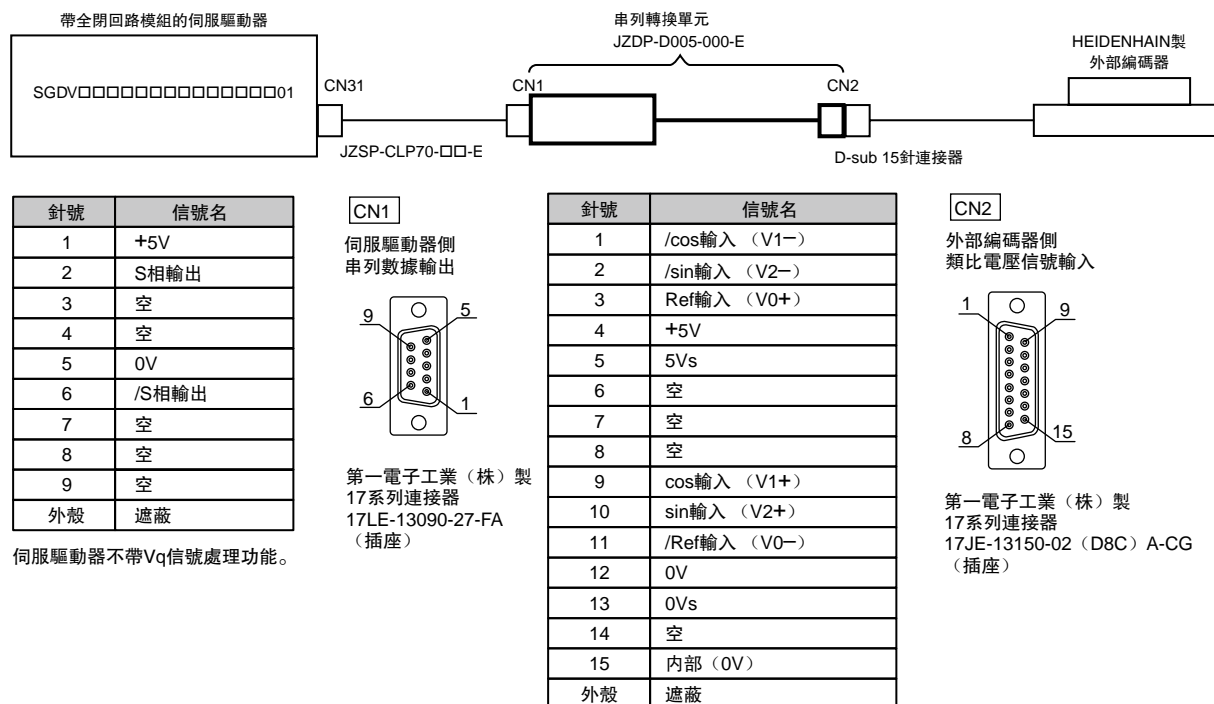 帶全閉回路模組的伺服驅動器
SGDV□□□□□□□□□□□□□□01
CN31
JZSP-CLP70-□□-E
串列轉換單元
JZDP-D005-000-E
CN1
CN2
D-sub 15針連接器
HEIDENHAIN製
外部編碼器
針號 信號名
1 +5V
2 S相輸出
3 空
4 空
5 0V
6 /S相輸出
7 空
8 空
9 空
外殼 遮蔽
伺服驅動器不帶Vq信號處理功能。
CN1
伺服驅動器側
串列數據輸出
9
5
6
1
第一電子工業（株）製
17系列連接器
17LE-13090-27-FA
（插座）
針號 信號名
1 /cos輸入 （V1−）
2 /sin輸入 （V2−）
3 Ref輸入 （V0+）
4 +5V
5 5Vs
6 空
7 空
8 空
9 cos輸入 （V1+）
10 sin輸入 （V2+）
11 /Ref輸入 （V0−）
12 0V
13 0Vs
14 空
15 內部（0V）
外殼 遮蔽
CN2
外部編碼器側
類比電壓信號輸入
1
9
8
15
第一電子工業（株）製
17系列連接器
17JE-13150-02（D8C）A-CG
（插座）